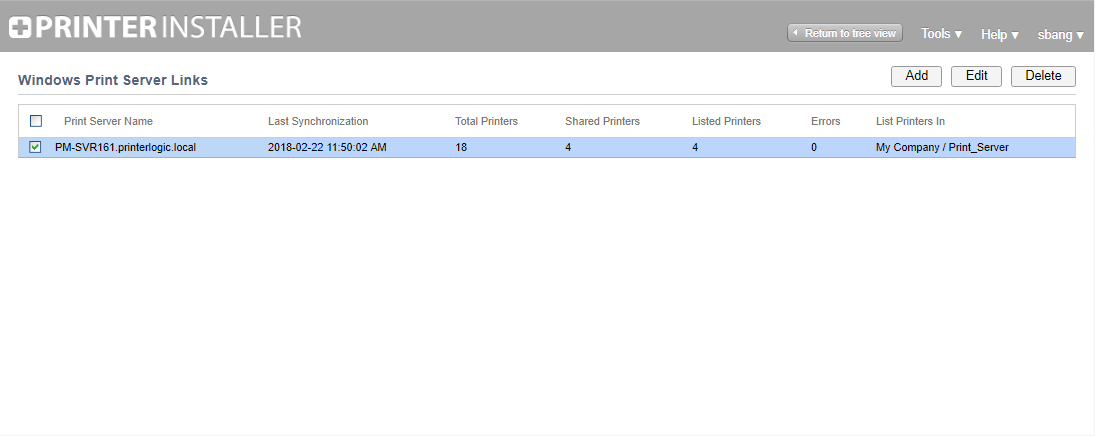 PRINTER INSTALLER
Return to tree view Tools ▾ Help ▾ sbang ▾
Windows Print Server Links Add Edit Delete
Print Server Name Last Synchronization Total Printers Shared Printers Listed Printers Errors List Printers In
PM-SVR161.printerlogic.local 2018-02-22 11:50:02 AM 18 4 4 0 My Company / Print_Server